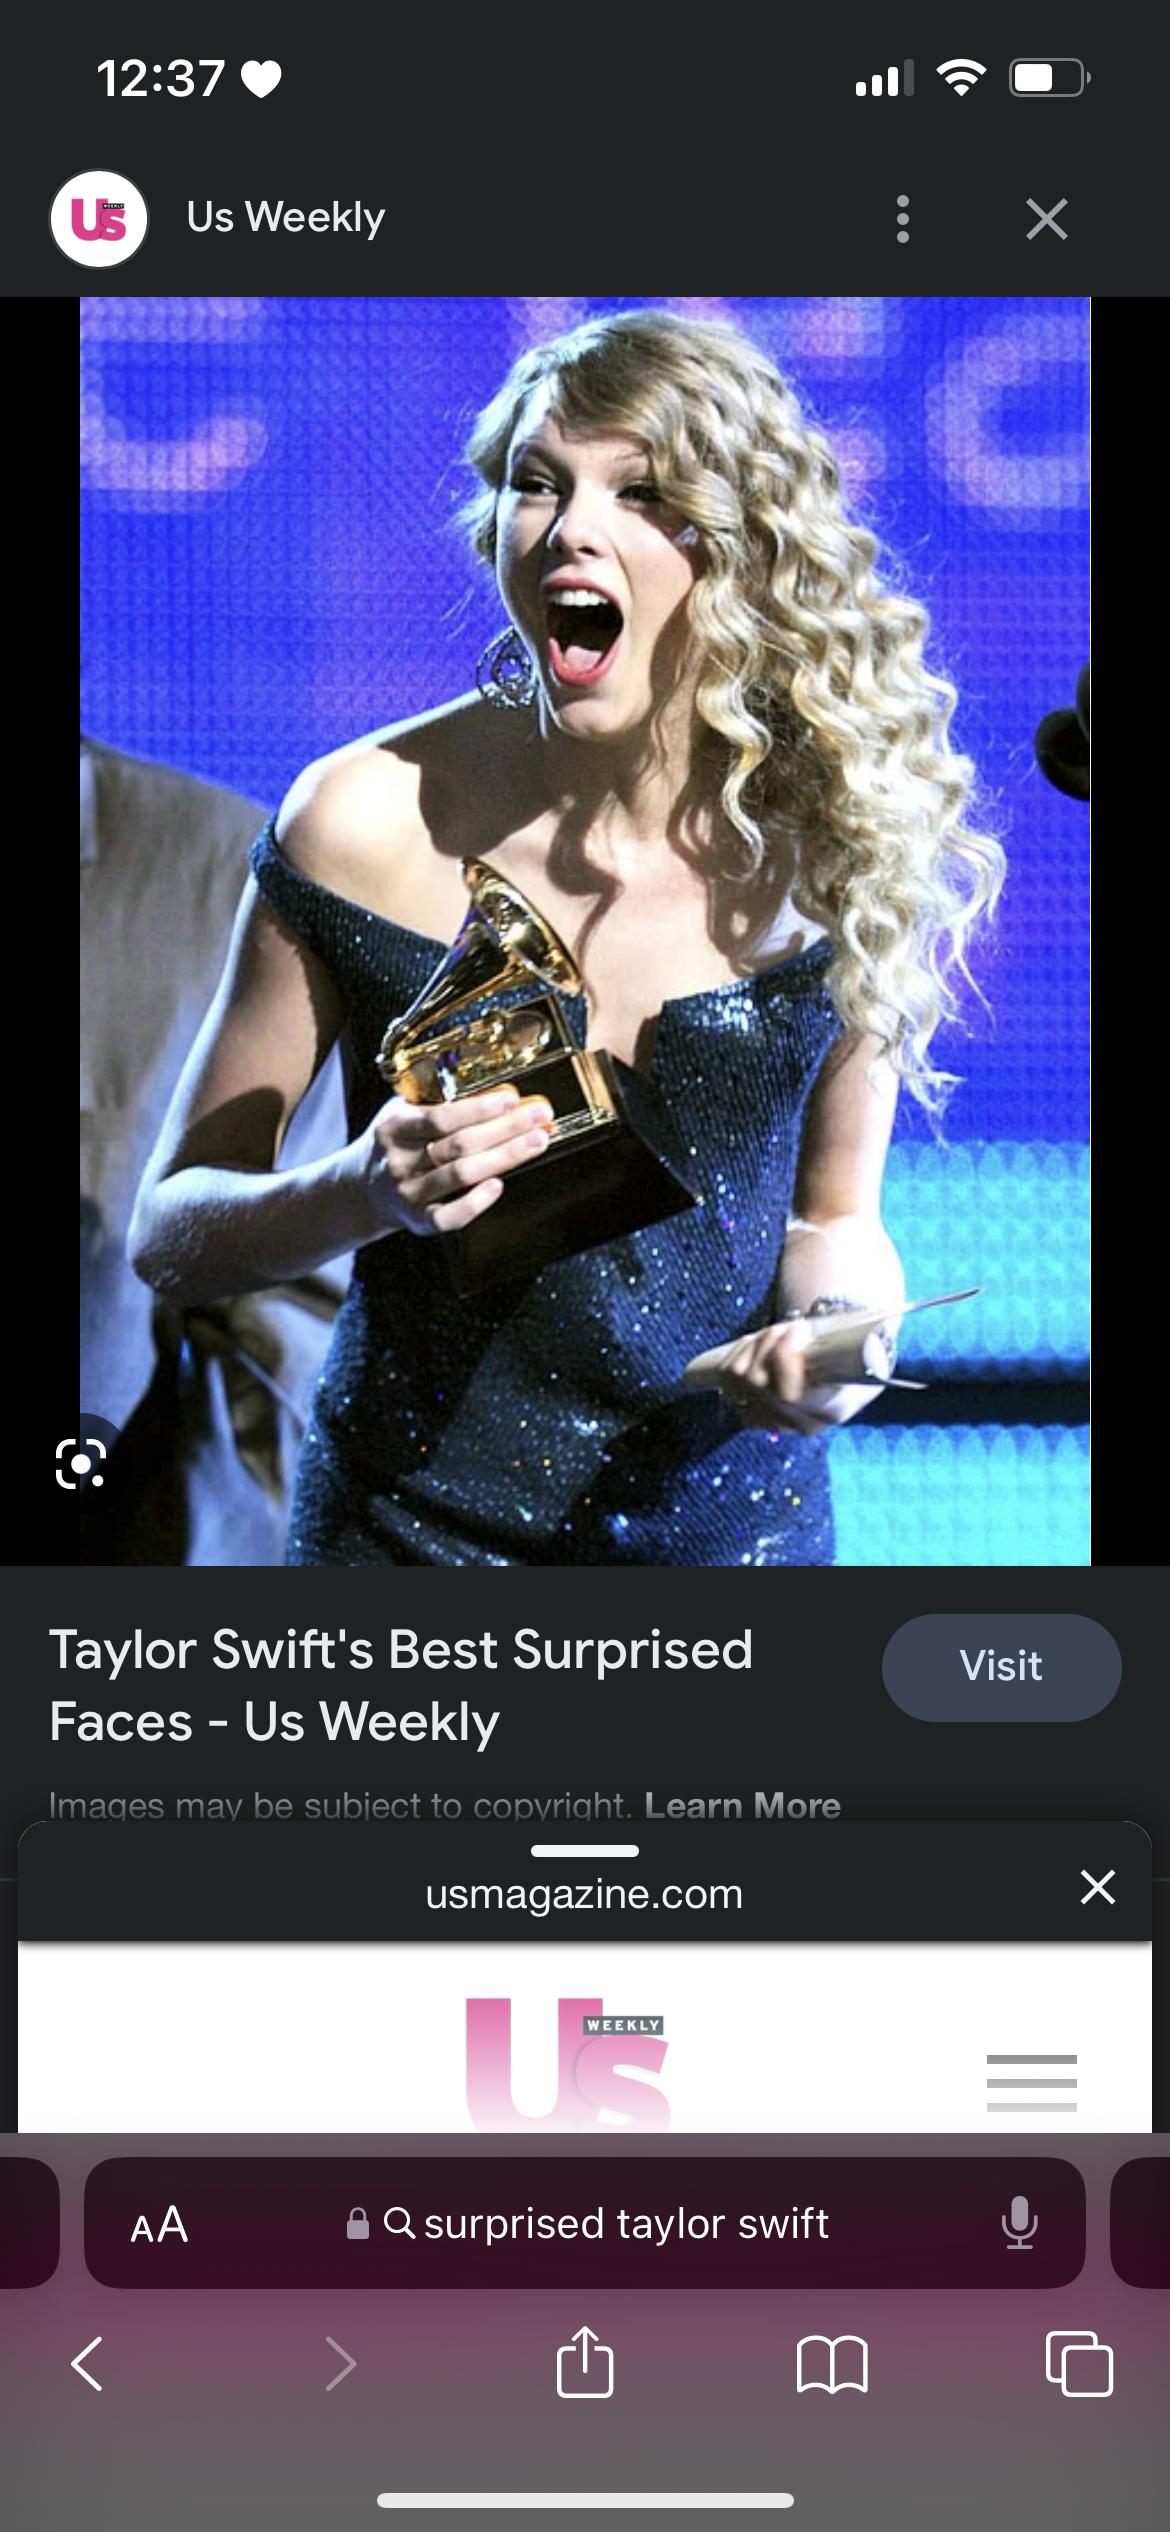 12:37
Us WEEKLY
Us Weekly
Taylor Swift's Best Surprised
Faces - Us Weekly
Visit
Images may be subject to copyright. Learn More
usmagazine.com
Us WEEKLY
AA
surprised taylor swift